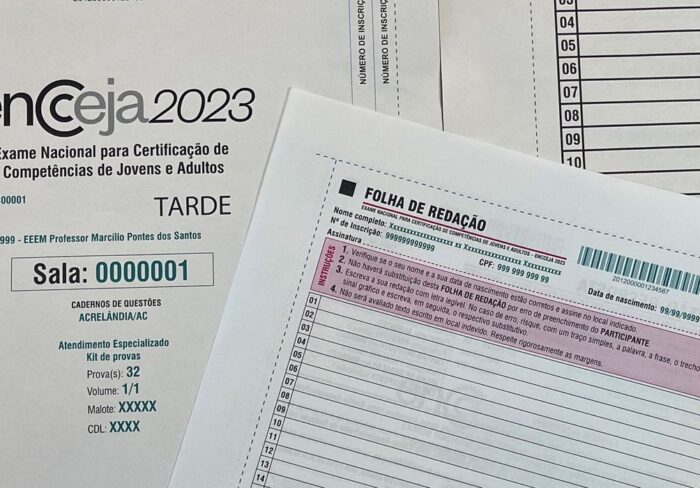 encceja 2023
Exame Nacional para Certificação de
Competências de Jovens e Adultos
00001
TARDE
999 - EEEM Professor Marcílio Pontes dos Santos
Sala: 0000001
CADERNOS DE QUESTÕES
ACRELÂNDIA/AC
Atendimento Especializado
Kit de provas
Prova(s): 32
Volume: 1/1
Malote: XXXXX
CDL: XXXX
NÚMERO DE INSCRIÇ
NÚMERO DE INSCRIÇ
03
04
05
06
07
08
09
10
FOLHA DE REDAÇÃO
EXAME NACIONAL PARA CERTIFICAÇÃO DE COMPETÊNCIAS DE JOVENS E ADULTOS - ENCCEJA 2023
Nome completo:
Nº de Inscrição: 999999999999
CPF: 999 999 999 99
Assinatura
2012000001234567
Data de nascimento: 99/99/9999
INSTRUÇÕES
1. Verifique se o seu nome e a sua data de nascimento estão corretos e assine no local indicado.
2. Não haverá substituição desta FOLHA DE REDAÇÃO por erro de preenchimento do PARTICIPANTE.
3. Escreva a sua redação com letra legível. No caso de erro, risque, com um traço simples, a palavra, a frase, o trecho
sinal gráfico e escreva, em seguida, o respectivo substitutivo.
4. Não será avaliado texto escrito em local indevido. Respeite rigorosamente as margens.
01
02
03
04
05
06
07
08
09
10
11
12
13
14